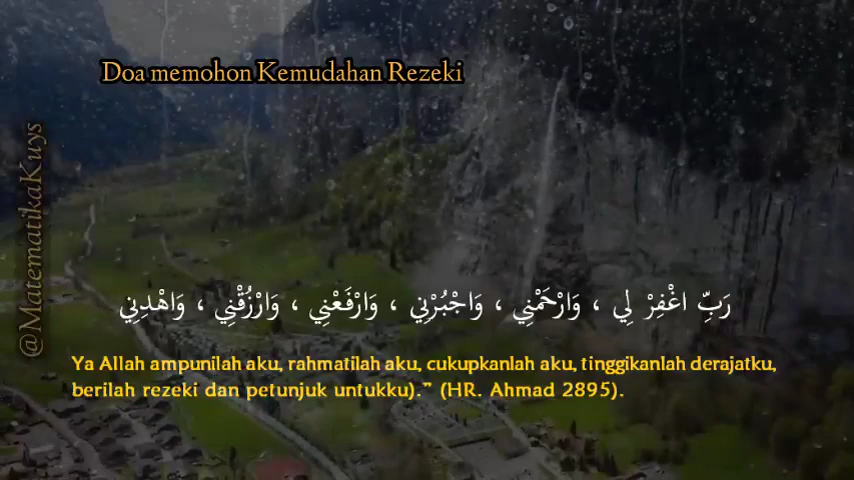 Doa memohon Kemudahan Rezeki
@MatematikaKuys
رَبِّ اغْفِرْ لِي ، وَارْحَمْنِي ، وَاجْبُرْنِي ، وَارْفَعْنِي ، وَارْزُقْنِي ، وَاهْدِنِي
Ya Allah ampunilah aku, rahmatilah aku, cukupkanlah aku, tinggikanlah derajatku,
berilah rezeki dan petunjuk untukku)." (HR. Ahmad 2895).